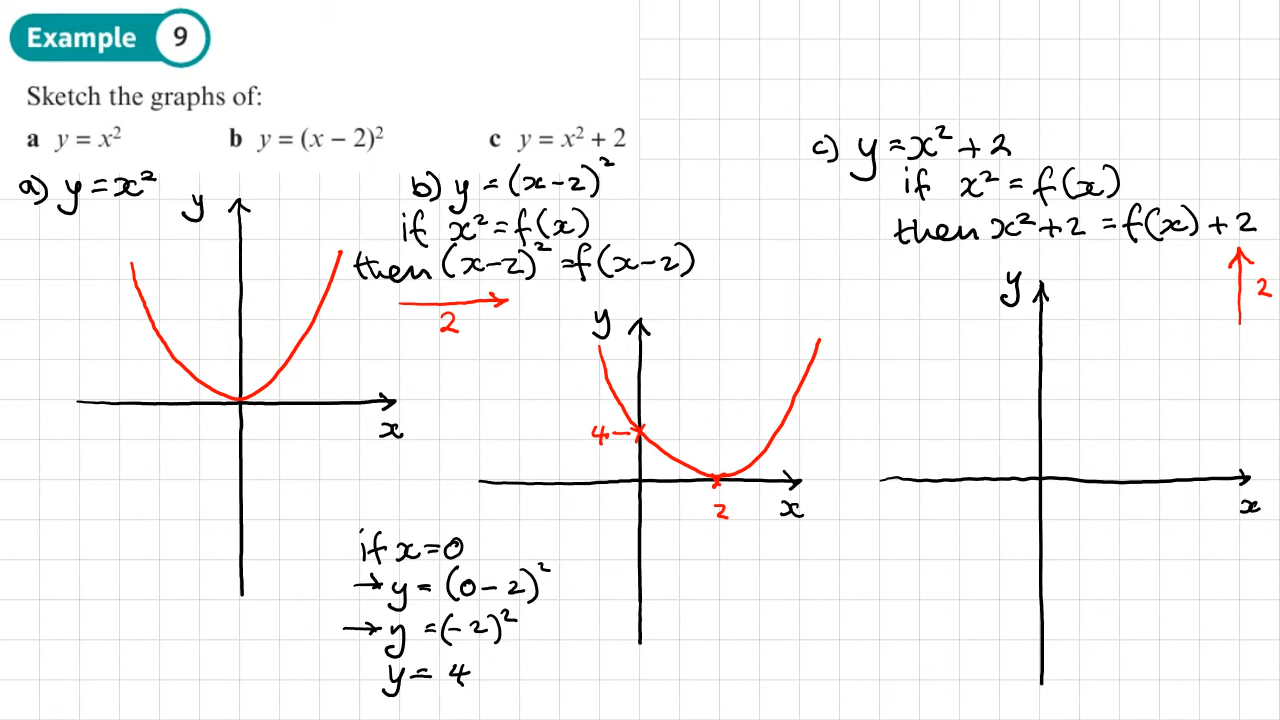 Example 9
Sketch the graphs of:
a y = x² b y = (x − 2)² c y = x² + 2
a) y = x²
y
x
b) y = (x-2)²
if x² = f(x)
then (x-2)² = f(x-2)
2
y
4
2
x
if x = 0
→ y = (0-2)²
→ y = (-2)²
y = 4
c) y = x² + 2
if x² = f(x)
then x² + 2 = f(x) + 2
2
y
x